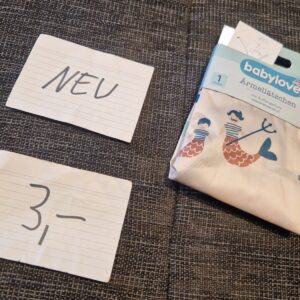 NEU
3,-
babylove
1
Ärmellätzchen